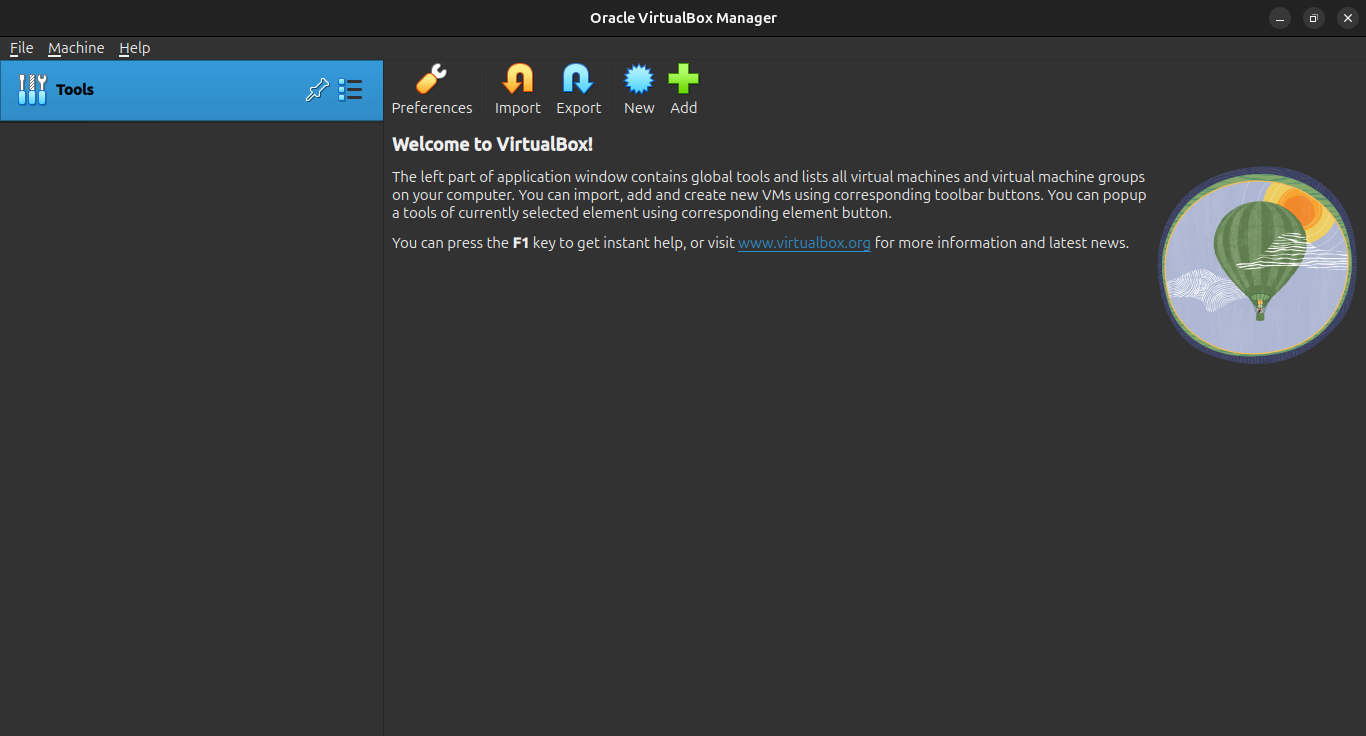 Oracle VirtualBox Manager
File Machine Help
Tools
Preferences Import Export New Add
Welcome to VirtualBox!
The left part of application window contains global tools and lists all virtual machines and virtual machine groups
on your computer. You can import, add and create new VMs using corresponding toolbar buttons. You can popup
a tools of currently selected element using corresponding element button.
You can press the F1 key to get instant help, or visit www.virtualbox.org for more information and latest news.